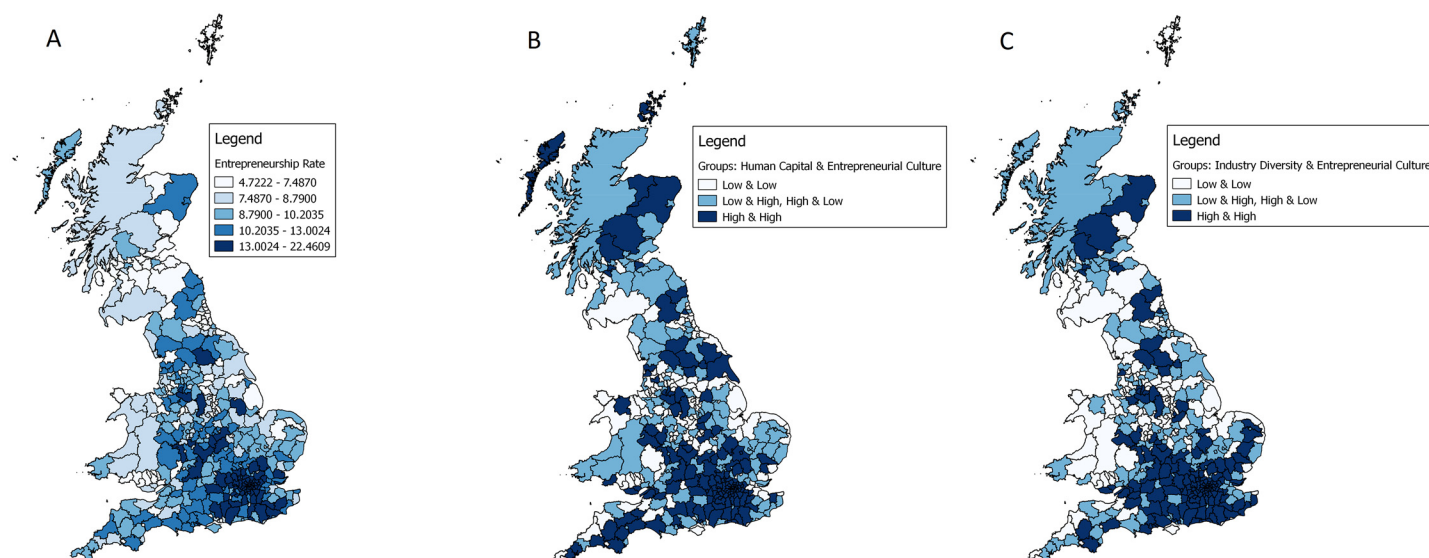 A
Legend
Entrepreneurship Rate
4.7222 - 7.4870
7.4870 - 8.7900
8.7900 - 10.2035
10.2035 - 13.0024
13.0024 - 22.4609
B
Legend
Groups: Human Capital & Entrepreneurial Culture
Low & Low
Low & High, High & Low
High & High
C
Legend
Groups: Industry Diversity & Entrepreneurial Culture
Low & Low
Low & High, High & Low
High & High